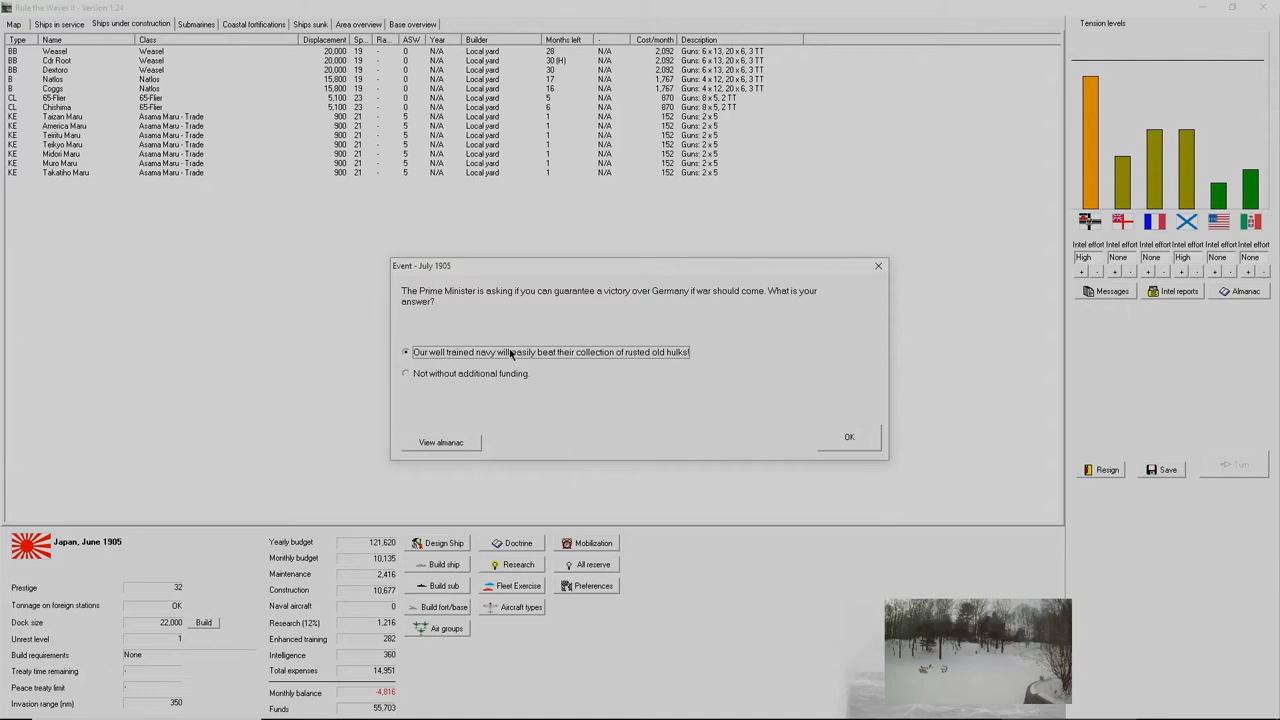 Rule the Waves II - Version 1.24
Map Ships in service Ships under construction Submarines Coastal fortifications Ships sunk Area overview Base overview
Type Name Class Displacement Sp... Ra... ASW Year Builder Months left - Cost/month Description
BB Weasel Weasel 20,000 19 - 0 N/A Local yard 28 N/A 2,092 Guns: 6 x 13, 20 x 6, 3 TT
BB Cdr Root Weasel 20,000 19 - 0 N/A Local yard 30 (H) N/A 2,092 Guns: 6 x 13, 20 x 6, 3 TT
BB Dextoro Weasel 20,000 19 - 0 N/A Local yard 30 N/A 2,092 Guns: 6 x 13, 20 x 6, 3 TT
B Natlos Natlos 15,800 19 - 0 N/A Local yard 17 N/A 1,767 Guns: 4 x 12, 20 x 6, 3 TT
B Coggs Natlos 15,800 19 - 0 N/A Local yard 16 N/A 1,767 Guns: 4 x 12, 20 x 6, 3 TT
CL 65-Flier 65-Flier 5,100 23 - 0 N/A Local yard 5 N/A 870 Guns: 8 x 5, 2 TT
CL Chishima 65-Flier 5,100 23 - 0 N/A Local yard 6 N/A 870 Guns: 8 x 5, 2 TT
KE Taizan Maru Asama Maru - Trade 900 21 - 5 N/A Local yard 1 N/A 152 Guns: 2 x 5
KE America Maru Asama Maru - Trade 900 21 - 5 N/A Local yard 1 N/A 152 Guns: 2 x 5
KE Teiritu Maru Asama Maru - Trade 900 21 - 5 N/A Local yard 1 N/A 152 Guns: 2 x 5
KE Teikyo Maru Asama Maru - Trade 900 21 - 5 N/A Local yard 1 N/A 152 Guns: 2 x 5
KE Midori Maru Asama Maru - Trade 900 21 - 5 N/A Local yard 1 N/A 152 Guns: 2 x 5
KE Muro Maru Asama Maru - Trade 900 21 - 5 N/A Local yard 1 N/A 152 Guns: 2 x 5
KE Takatiho Maru Asama Maru - Trade 900 21 - 5 N/A Local yard 1 N/A 152 Guns: 2 x 5
Tension levels
Intel effort Intel effort Intel effort Intel effort Intel effort Intel effort
High None None High None None
+ - + - + - + - + - + -
Messages Intel reports Almanac
Event - July 1905
The Prime Minister is asking if you can guarantee a victory over Germany if war should come. What is your
answer?
Our well trained navy will easily beat their collection of rusted old hulks!
Not without additional funding.
View almanac OK
Resign Save Turn
Japan, June 1905
Prestige 32
Tonnage on foreign stations OK
Dock size 22,000 Build
Unrest level 1
Build requirements None
Treaty time remaining -
Peace treaty limit -
Invasion range (nm) 350
Yearly budget 121,620
Monthly budget 10,135
Maintenance 2,416
Construction 10,677
Naval aircraft 0
Research (12%) 1,216
Enhanced training 282
Intelligence 360
Total expenses 14,951
Monthly balance -4,816
Funds 55,703
Design Ship Doctrine Mobilization
Build ship Research All reserve
Build sub Fleet Exercise Preferences
Build fort/base Aircraft types
Air groups